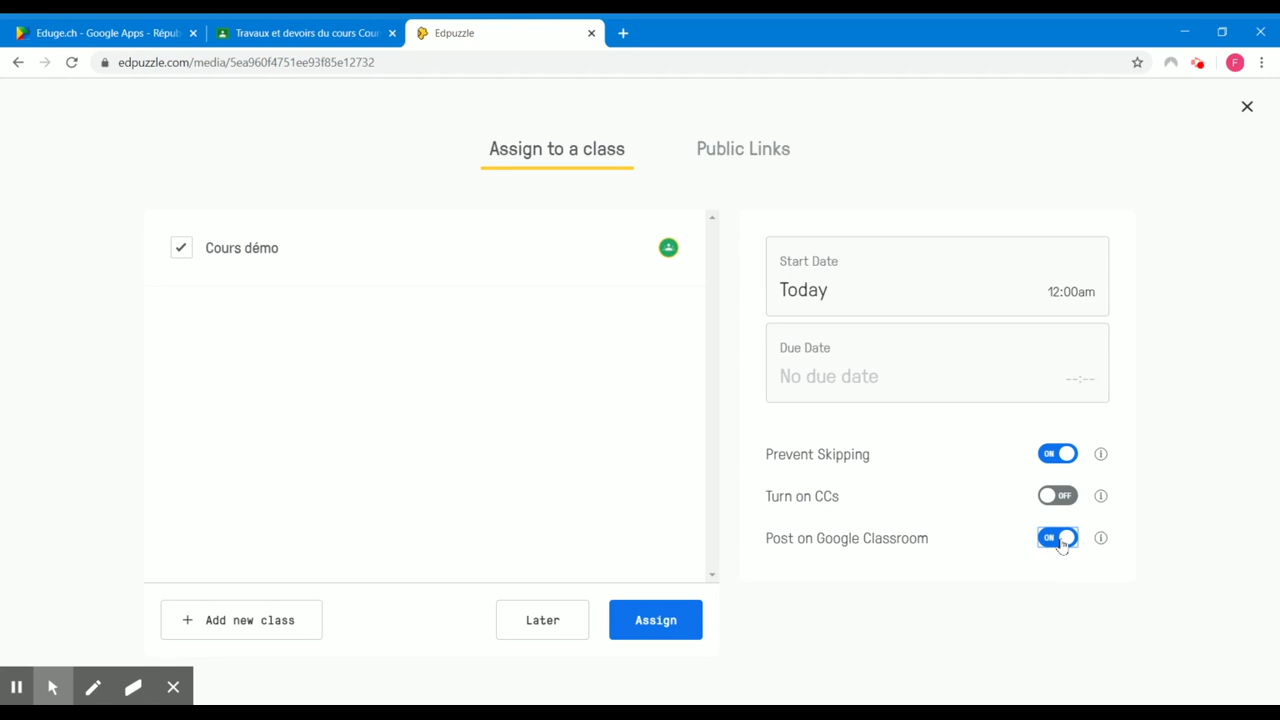 Eduge.ch - Google Apps - Répub
Travaux et devoirs du cours Cour
Edpuzzle
edpuzzle.com/media/5ea960f4751ee93f85e12732
F
Assign to a class
Public Links
Cours démo
Start Date
Today
12:00am
Due Date
No due date
--:--
Prevent Skipping
ON
Turn on CCs
OFF
Post on Google Classroom
ON
+ Add new class
Later
Assign